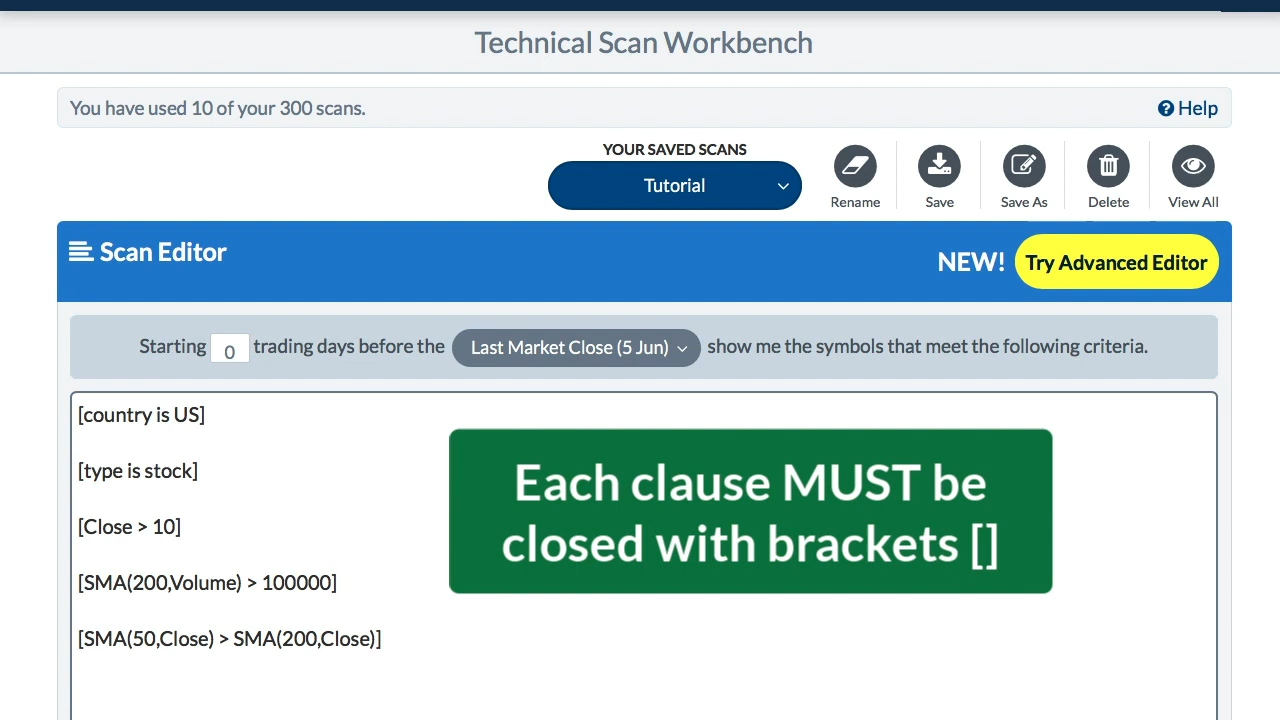 Technical Scan Workbench
You have used 10 of your 300 scans.
Help
YOUR SAVED SCANS
Tutorial
Rename
Save
Save As
Delete
View All
Scan Editor
NEW!
Try Advanced Editor
Starting 0 trading days before the Last Market Close (5 Jun) show me the symbols that meet the following criteria.
[country is US]
[type is stock]
[Close > 10]
[SMA(200,Volume) > 100000]
[SMA(50,Close) > SMA(200,Close)]
Each clause MUST be
closed with brackets []